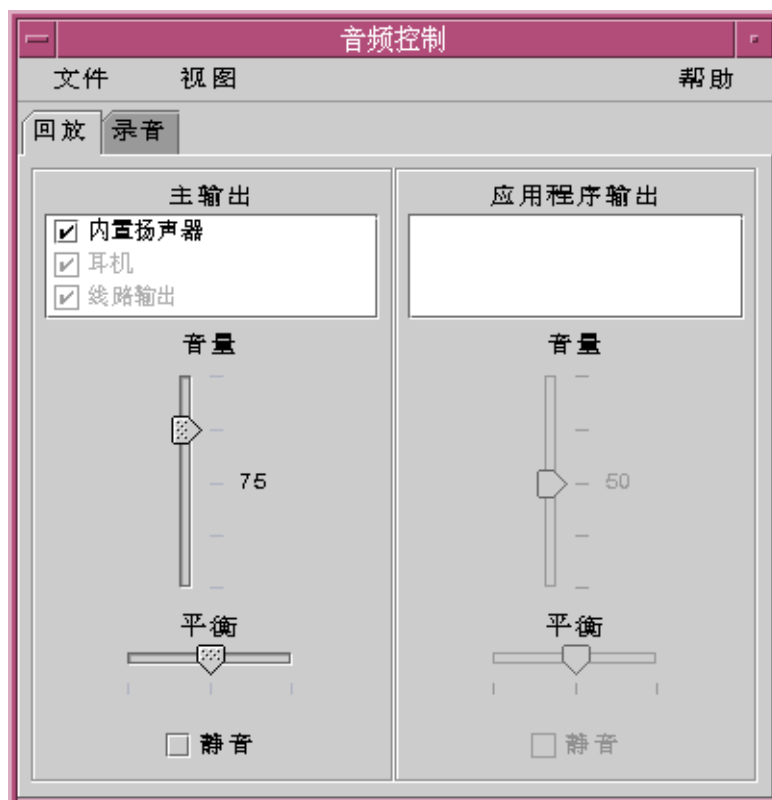 音频控制
文件 视图 帮助
回放 录音
主输出
内置扬声器
耳机
线路输出
音量
75
平衡
静音
应用程序输出
音量
50
平衡
静音